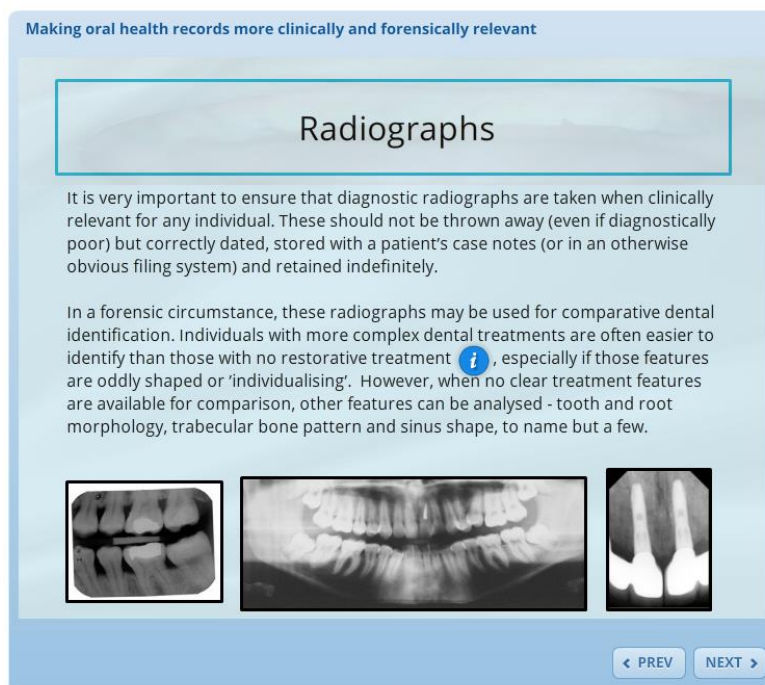 Making oral health records more clinically and forensically relevant
Radiographs
It is very important to ensure that diagnostic radiographs are taken when clinically
relevant for any individual. These should not be thrown away (even if diagnostically
poor) but correctly dated, stored with a patient’s case notes (or in an otherwise
obvious filing system) and retained indefinitely.
In a forensic circumstance, these radiographs may be used for comparative dental
identification. Individuals with more complex dental treatments are often easier to
identify than those with no restorative treatment i , especially if those features
are oddly shaped or ‘individualising’. However, when no clear treatment features
are available for comparison, other features can be analysed - tooth and root
morphology, trabecular bone pattern and sinus shape, to name but a few.
PREV NEXT